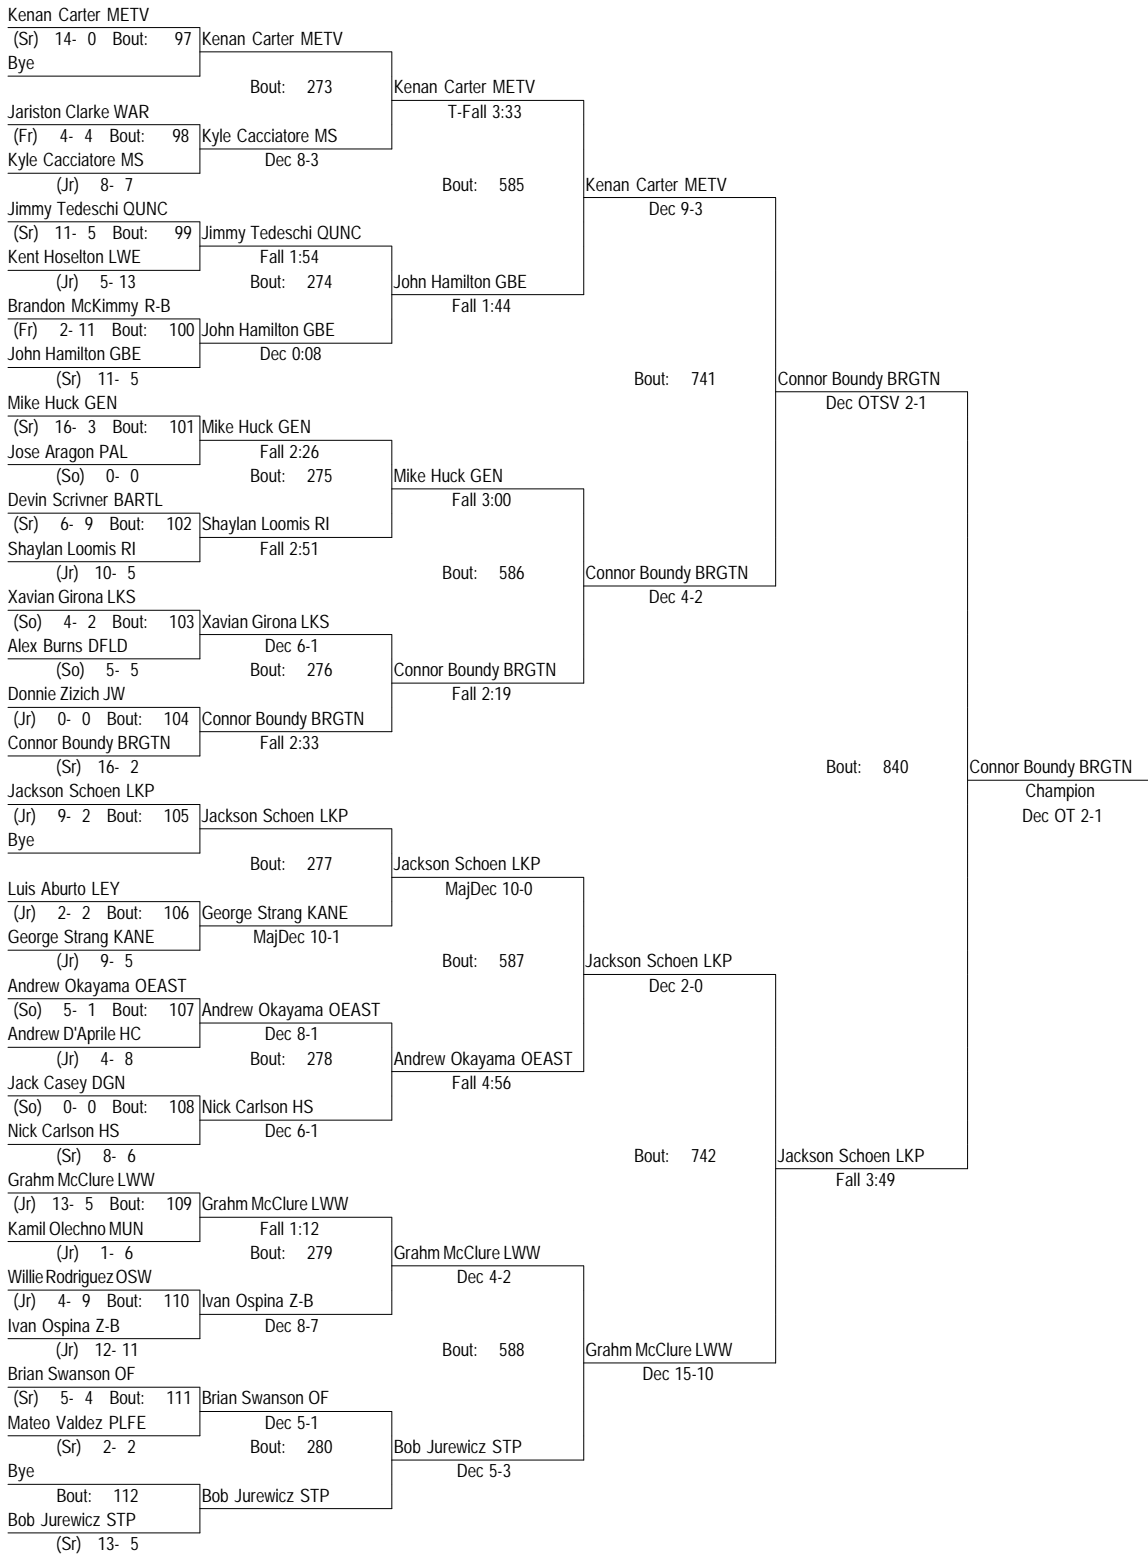 Kenan Carter METV
(Sr) 14- 0 Bout: 97 Kenan Carter METV
Bye
Bout: 273 Kenan Carter METV
Jariston Clarke WAR T-Fall 3:33
(Fr) 4- 4 Bout: 98 Kyle Cacciatore MS
Kyle Cacciatore MS Dec 8-3
(Jr) 8- 7 Bout: 585 Kenan Carter METV
Jimmy Tedeschi QUNC Dec 9-3
(Sr) 11- 5 Bout: 99 Jimmy Tedeschi QUNC
Kent Hoselton LWE Fall 1:54
(Jr) 5- 13 Bout: 274 John Hamilton GBE
Brandon McKimmy R-B Fall 1:44
(Fr) 2- 11 Bout: 100 John Hamilton GBE
John Hamilton GBE Dec 0:08
(Sr) 11- 5 Bout: 741 Connor Boundy BRGTN
Mike Huck GEN Dec OTSV 2-1
(Sr) 16- 3 Bout: 101 Mike Huck GEN
Jose Aragon PAL Fall 2:26
(So) 0- 0 Bout: 275 Mike Huck GEN
Devin Scrivner BARTL Fall 3:00
(Sr) 6- 9 Bout: 102 Shaylan Loomis RI
Shaylan Loomis RI Fall 2:51
(Jr) 10- 5 Bout: 586 Connor Boundy BRGTN
Xavian Girona LKS Dec 4-2
(So) 4- 2 Bout: 103 Xavian Girona LKS
Alex Burns DFLD Dec 6-1
(So) 5- 5 Bout: 276 Connor Boundy BRGTN
Donnie Zizich JW Fall 2:19
(Jr) 0- 0 Bout: 104 Connor Boundy BRGTN
Connor Boundy BRGTN Fall 2:33
(Sr) 16- 2 Bout: 840 Connor Boundy BRGTN
Jackson Schoen LKP Champion
(Jr) 9- 2 Bout: 105 Jackson Schoen LKP Dec OT 2-1
Bye
Bout: 277 Jackson Schoen LKP
Luis Aburto LEY MajDec 10-0
(Jr) 2- 2 Bout: 106 George Strang KANE
George Strang KANE MajDec 10-1
(Jr) 9- 5 Bout: 587 Jackson Schoen LKP
Andrew Okayama OEAST Dec 2-0
(So) 5- 1 Bout: 107 Andrew Okayama OEAST
Andrew D'Aprile HC Dec 8-1
(Jr) 4- 8 Bout: 278 Andrew Okayama OEAST
Jack Casey DGN Fall 4:56
(So) 0- 0 Bout: 108 Nick Carlson HS
Nick Carlson HS Dec 6-1
(Sr) 8- 6 Bout: 742 Jackson Schoen LKP
Grahm McClure LWW Fall 3:49
(Jr) 13- 5 Bout: 109 Grahm McClure LWW
Kamil Olechno MUN Fall 1:12
(Jr) 1- 6 Bout: 279 Grahm McClure LWW
Willie Rodriguez OSW Dec 4-2
(Jr) 4- 9 Bout: 110 Ivan Ospina Z-B
Ivan Ospina Z-B Dec 8-7
(Jr) 12- 11 Bout: 588 Grahm McClure LWW
Brian Swanson OF Dec 15-10
(Sr) 5- 4 Bout: 111 Brian Swanson OF
Mateo Valdez PLFE Dec 5-1
(Sr) 2- 2 Bout: 280 Bob Jurewicz STP
Bye Dec 5-3
Bout: 112 Bob Jurewicz STP
Bob Jurewicz STP
(Sr) 13- 5